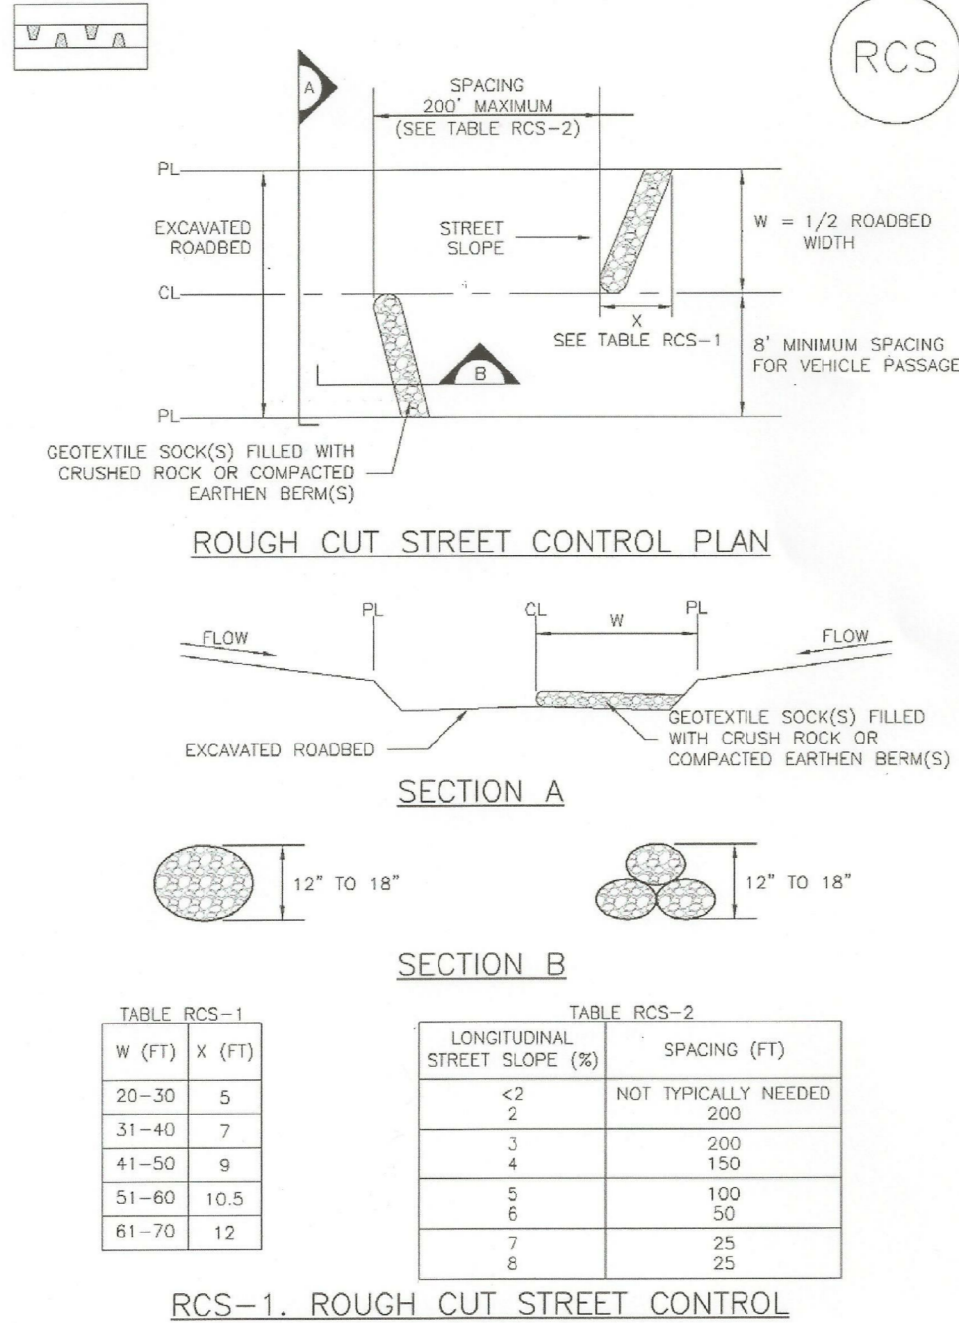 RCS
A
SPACING
200' MAXIMUM
(SEE TABLE RCS-2)
PL
EXCAVATED
ROADBED
STREET
SLOPE
W = 1/2 ROADBED
WIDTH
CL
X
SEE TABLE RCS-1
8' MINIMUM SPACING
FOR VEHICLE PASSAGE
B
PL
GEOTEXTILE SOCK(S) FILLED WITH
CRUSHED ROCK OR COMPACTED
EARTHEN BERM(S)
ROUGH CUT STREET CONTROL PLAN
PL
CL
W
PL
FLOW
FLOW
EXCAVATED ROADBED
GEOTEXTILE SOCK(S) FILLED
WITH CRUSH ROCK OR
COMPACTED EARTHEN BERM(S)
SECTION A
12" TO 18"
12" TO 18"
SECTION B
TABLE RCS-1
W (FT) X (FT)
20-30 5
31-40 7
41-50 9
51-60 10.5
61-70 12
TABLE RCS-2
LONGITUDINAL
STREET SLOPE (%) SPACING (FT)
<2 NOT TYPICALLY NEEDED
2 200
3 200
4 150
5 100
6 50
7 25
8 25
RCS-1. ROUGH CUT STREET CONTROL